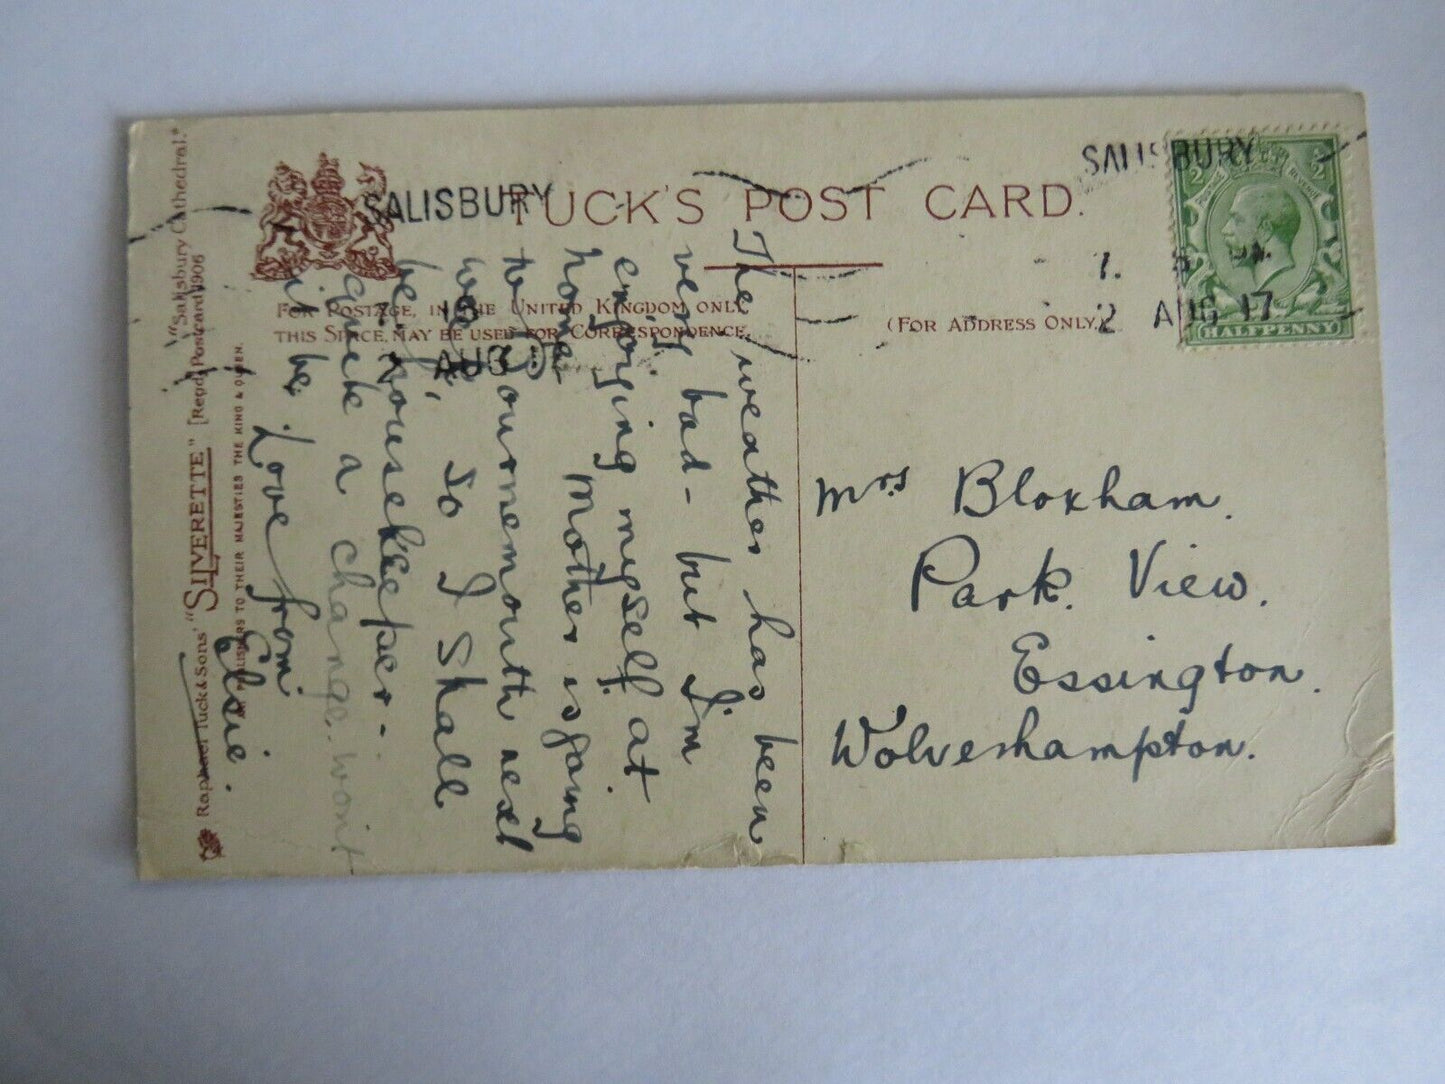 TUCK'S POST CARD.
FOR POSTAGE, IN THE UNITED KINGDOM ONLY,
THIS SPACE, MAY BE USED FOR CORRESPONDENCE.
(FOR ADDRESS ONLY.)
SALISBURY
AUG
SALISBURY
2 AUG 17
HALFPENNY
The weather has been
very bad - but I'm
enjoying myself at
home. Mother is going
to Bournemouth next
so I shall
be housekeeper -
quite a change, won't
it be
Love from
Elsie.
Mrs Bloxham.
Park. View.
Essington.
Wolverhampton.
Raphael Tuck & Sons' "SILVERETTE" [Regd.] Postcard 1906
"Salisbury Cathedral."
ART PUBLISHERS TO THEIR MAJESTIES THE KING & QUEEN.